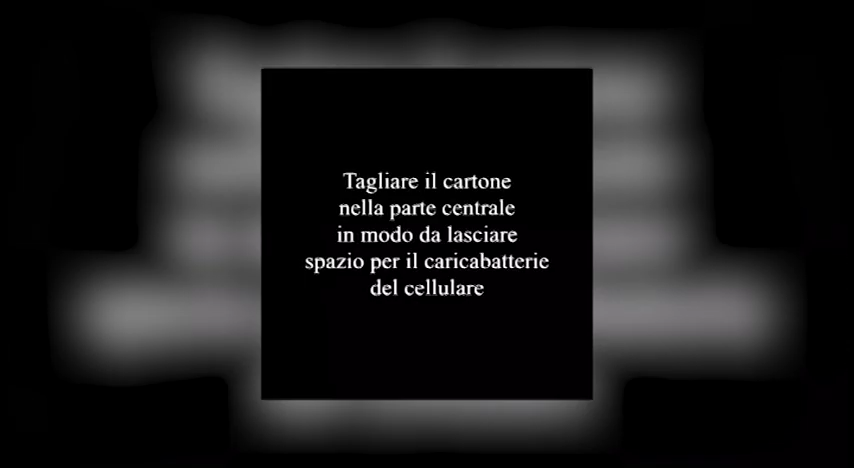 Tagliare il cartone
nella parte centrale
in modo da lasciare
spazio per il caricabatterie
del cellulare